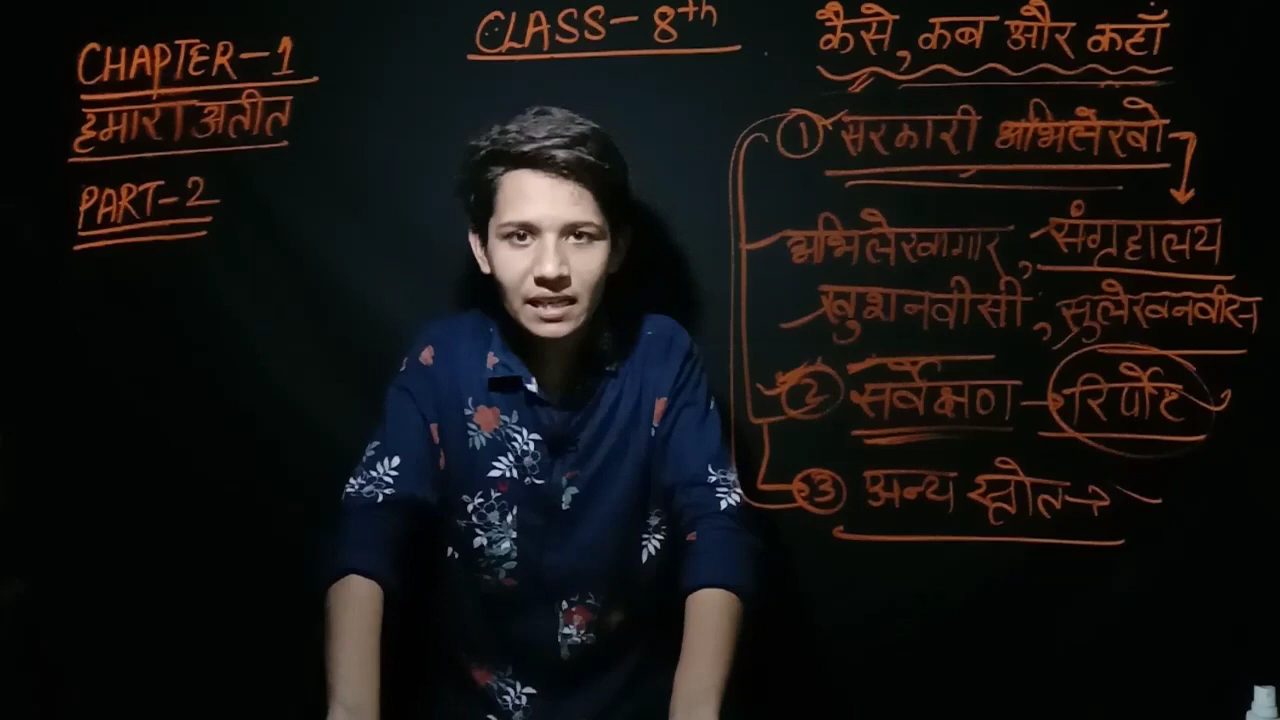 CLASS-8th
CHAPTER-1
हमारा अतीत
PART-2
कैसे, कब और कहाँ
① सरकारी अभिलेखो
अभिलेखागार, संग्रहालय
खुशनवीसी, सुलेखनवीस
② सर्वेक्षण - रिर्पोट
③ अन्य स्त्रोत